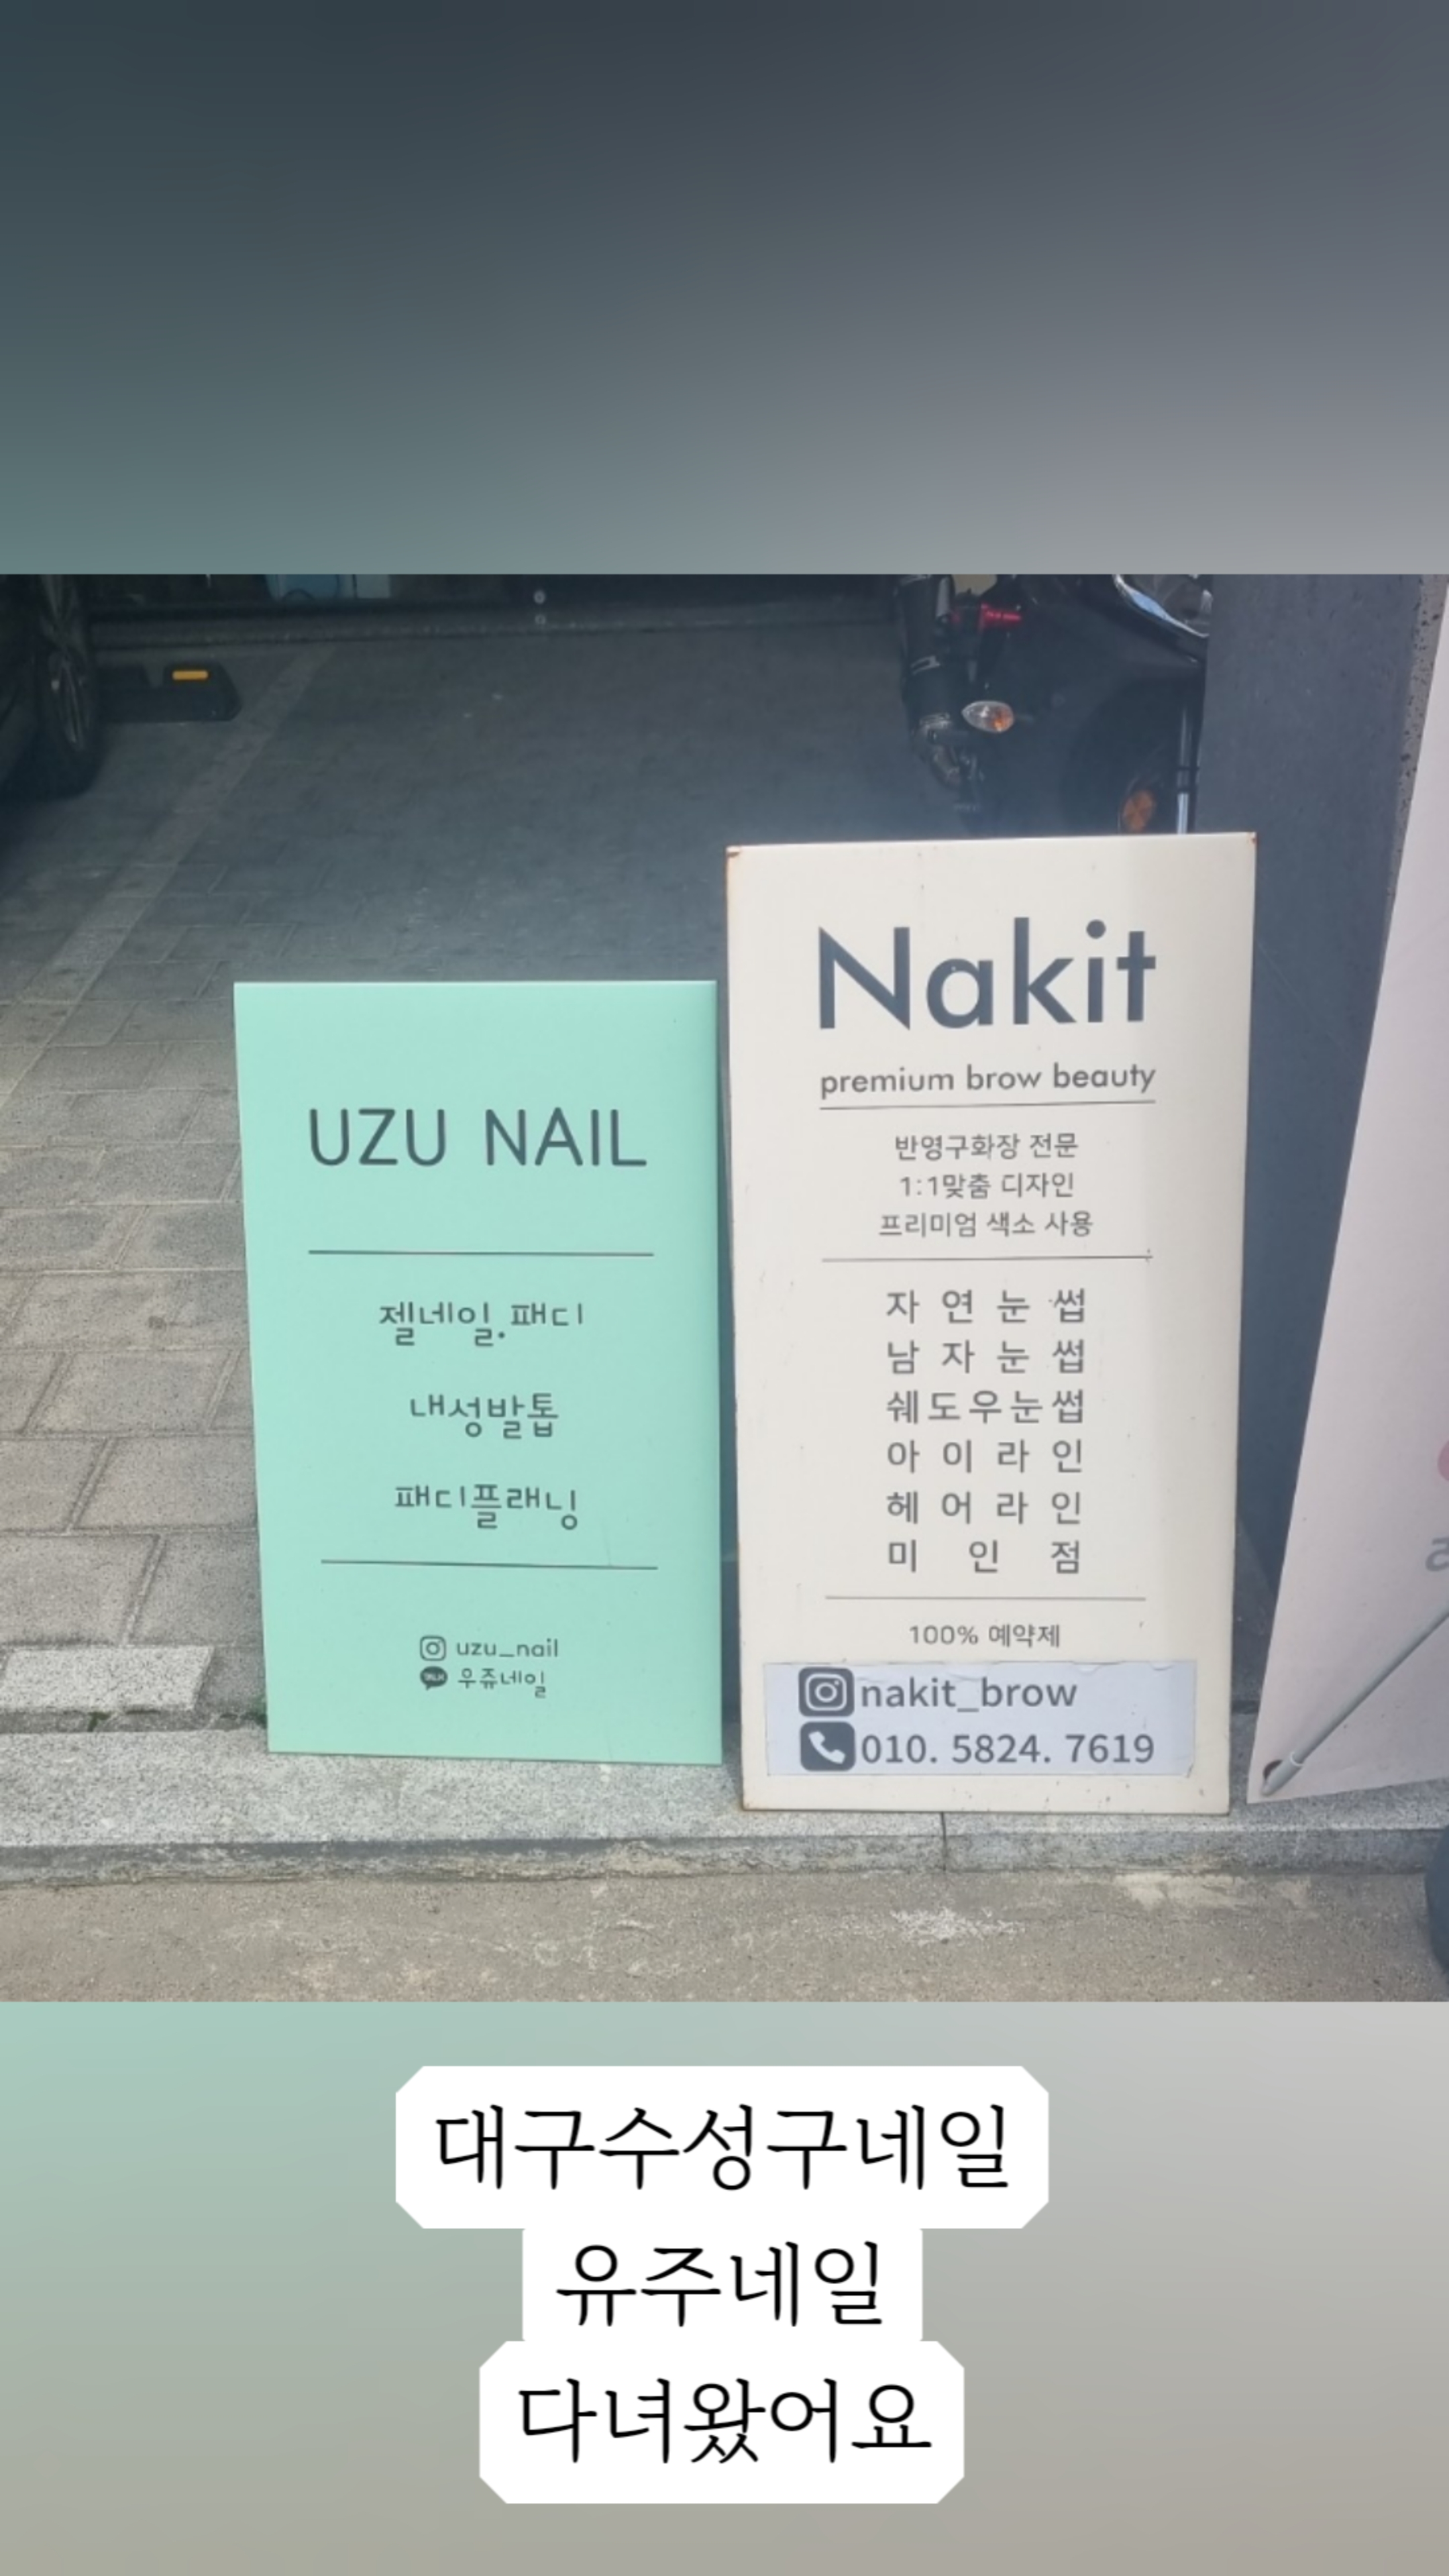 UZU NAIL
젤네일.패디
내성발톱
패디플래닝
uzu_nail
우쥬네일
Nakit
premium brow beauty
반영구화장 전문
1:1맞춤 디자인
프리미엄 색소 사용
자연눈썹
남자눈썹
쉐도우눈썹
아이라인
헤어라인
미인점
100% 예약제
nakit_brow
010. 5824. 7619
대구수성구네일
유주네일
다녀왔어요